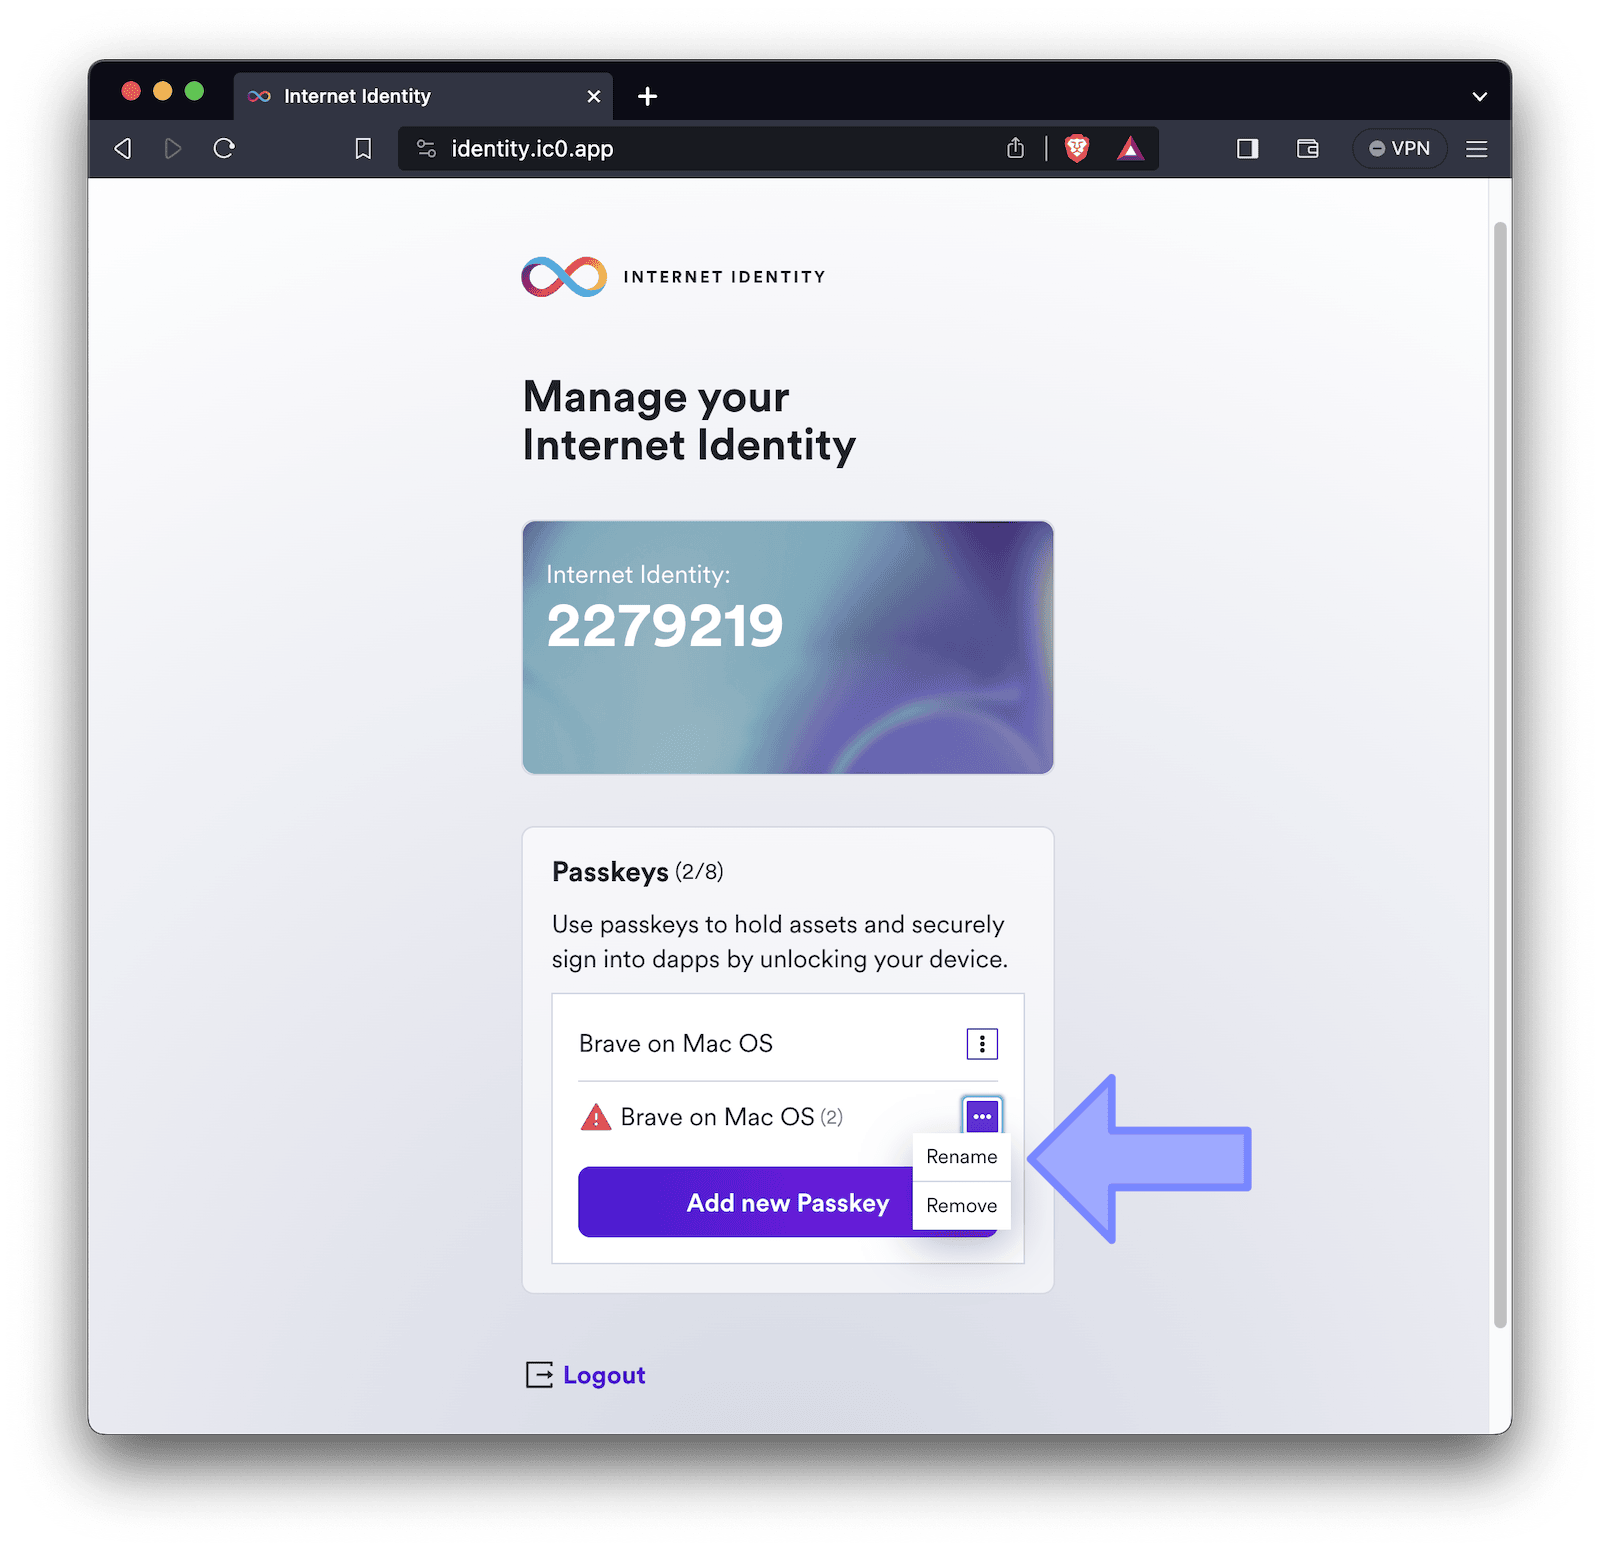 Internet Identity
identity.ic0.app
VPN
INTERNET IDENTITY
Manage your
Internet Identity
Internet Identity:
2279219
Passkeys (2/8)
Use passkeys to hold assets and securely
sign into dapps by unlocking your device.
Brave on Mac OS
Brave on Mac OS (2)
Rename
Add new Passkey
Remove
Logout